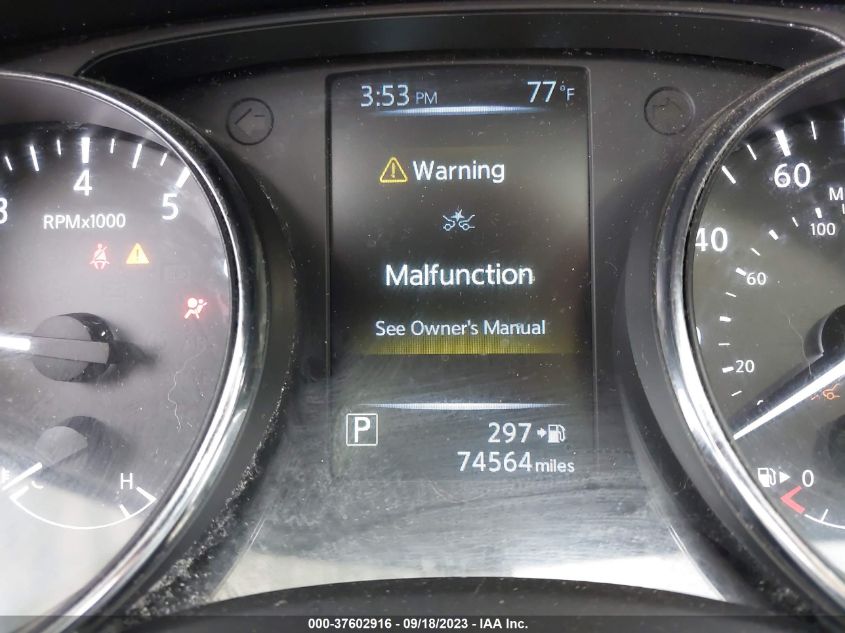 3:53 PM 77°F
Warning
Malfunction
See Owner's Manual
P
297
74564 miles
3 4 5
RPMx1000
C H
40 60
M
100
60
20
0
000-37602916 - 09/18/2023 - IAA Inc.